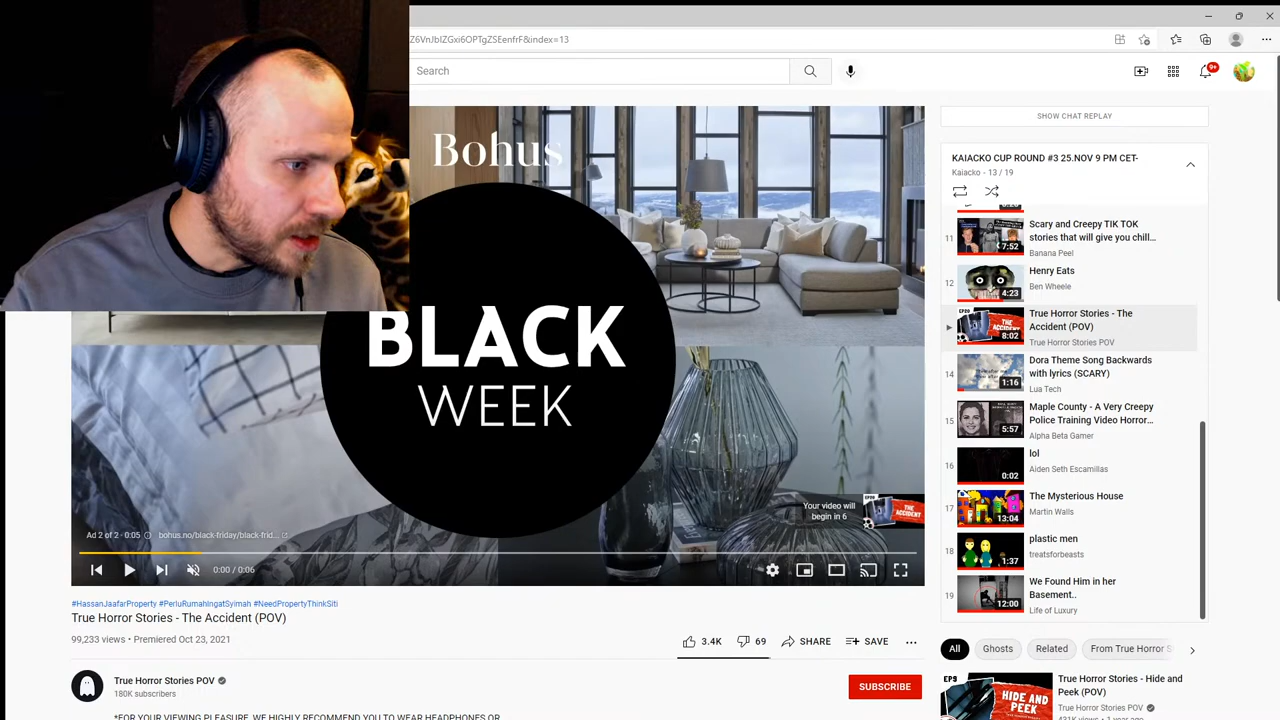 Z6VnJbIZGxi6OPTgZSEenfrF&index=13
Search
9+
Bohus
BLACK
WEEK
Your video will
begin in 6
Ad 2 of 2 · 0:05
bohus.no/black-friday/black-frid...
0:00 / 0:06
#HassanJaafarProperty #PerluRumahIngatSyimah #NeedPropertyThinkSiti
True Horror Stories - The Accident (POV)
99,233 views • Premiered Oct 23, 2021
3.4K
69
SHARE
SAVE
True Horror Stories POV
180K subscribers
SUBSCRIBE
*FOR YOUR VIEWING PLEASURE, WE HIGHLY RECOMMEND YOU TO WEAR HEADPHONES OR
SHOW CHAT REPLAY
KAIACKO CUP ROUND #3 25.NOV 9 PM CET-
Kaiacko - 13 / 19
11
7:52
Scary and Creepy TIK TOK
stories that will give you chill...
Banana Peel
12
4:23
Henry Eats
Ben Wheele
EP20
THE
ACCIDENT
8:02
True Horror Stories - The
Accident (POV)
True Horror Stories POV
14
1:16
Dora Theme Song Backwards
with lyrics (SCARY)
Lua Tech
15
5:57
Maple County - A Very Creepy
Police Training Video Horror...
Alpha Beta Gamer
16
0:02
lol
Aiden Seth Escamillas
17
13:04
The Mysterious House
Martin Walls
18
1:37
plastic men
treatsforbeasts
19
12:00
We Found Him in her
Basement..
Life of Luxury
All
Ghosts
Related
From True Horror S
EP9
HIDE AND
PEEK
True Horror Stories - Hide and
Peek (POV)
True Horror Stories POV
431K views • 1 year ago